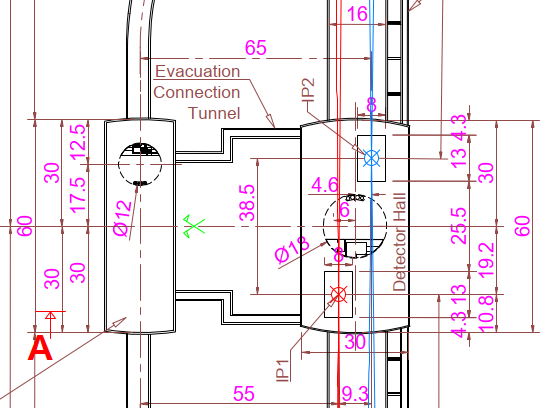 16
65
Evacuation
Connection
Tunnel
IP2
8
4.3
12.5
13
30
30
4.6
17.5
38.5
6
Detector Hall
25.5
60
60
Ø12
Ø18
8
19.2
30
30
13
10.8
4.3
A
IP1
30
55
9.3